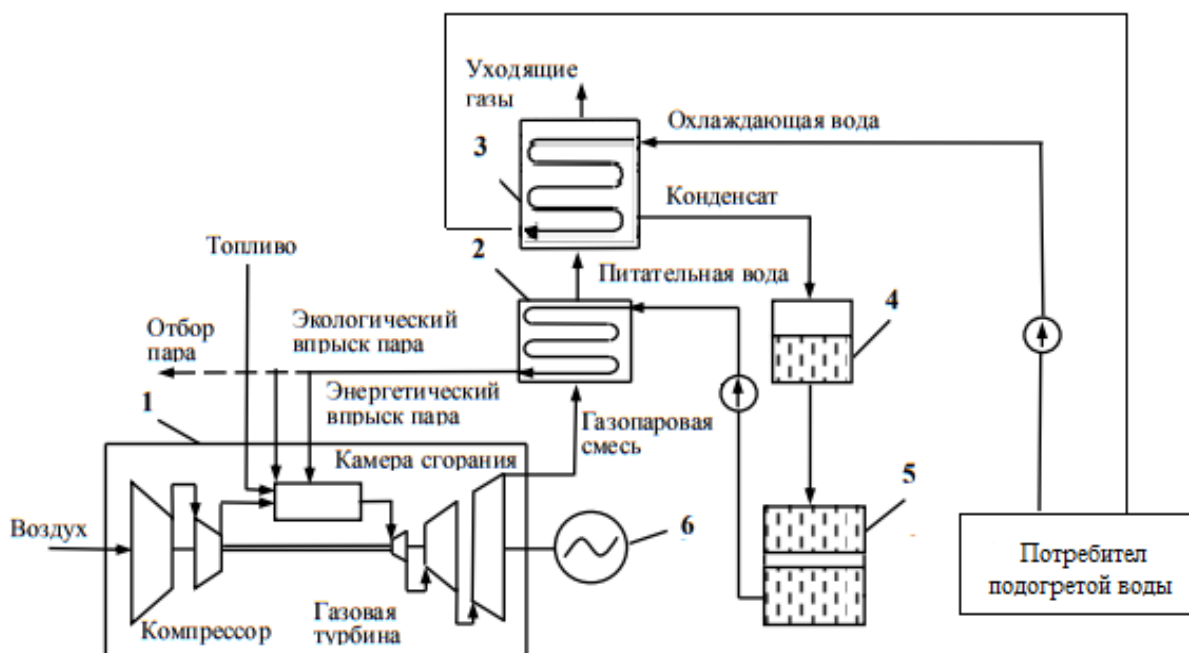 Уходящие
газы
Охлаждающая вода
3
Конденсат
Топливо
2
Питательная вода
4
Отбор
пара
Экологический
впрыск пара
Энергетический
впрыск пара
1
Газопаровая
смесь
Камера сгорания
5
Воздух
6
Потребител
подогретой воды
Компрессор
Газовая
турбина